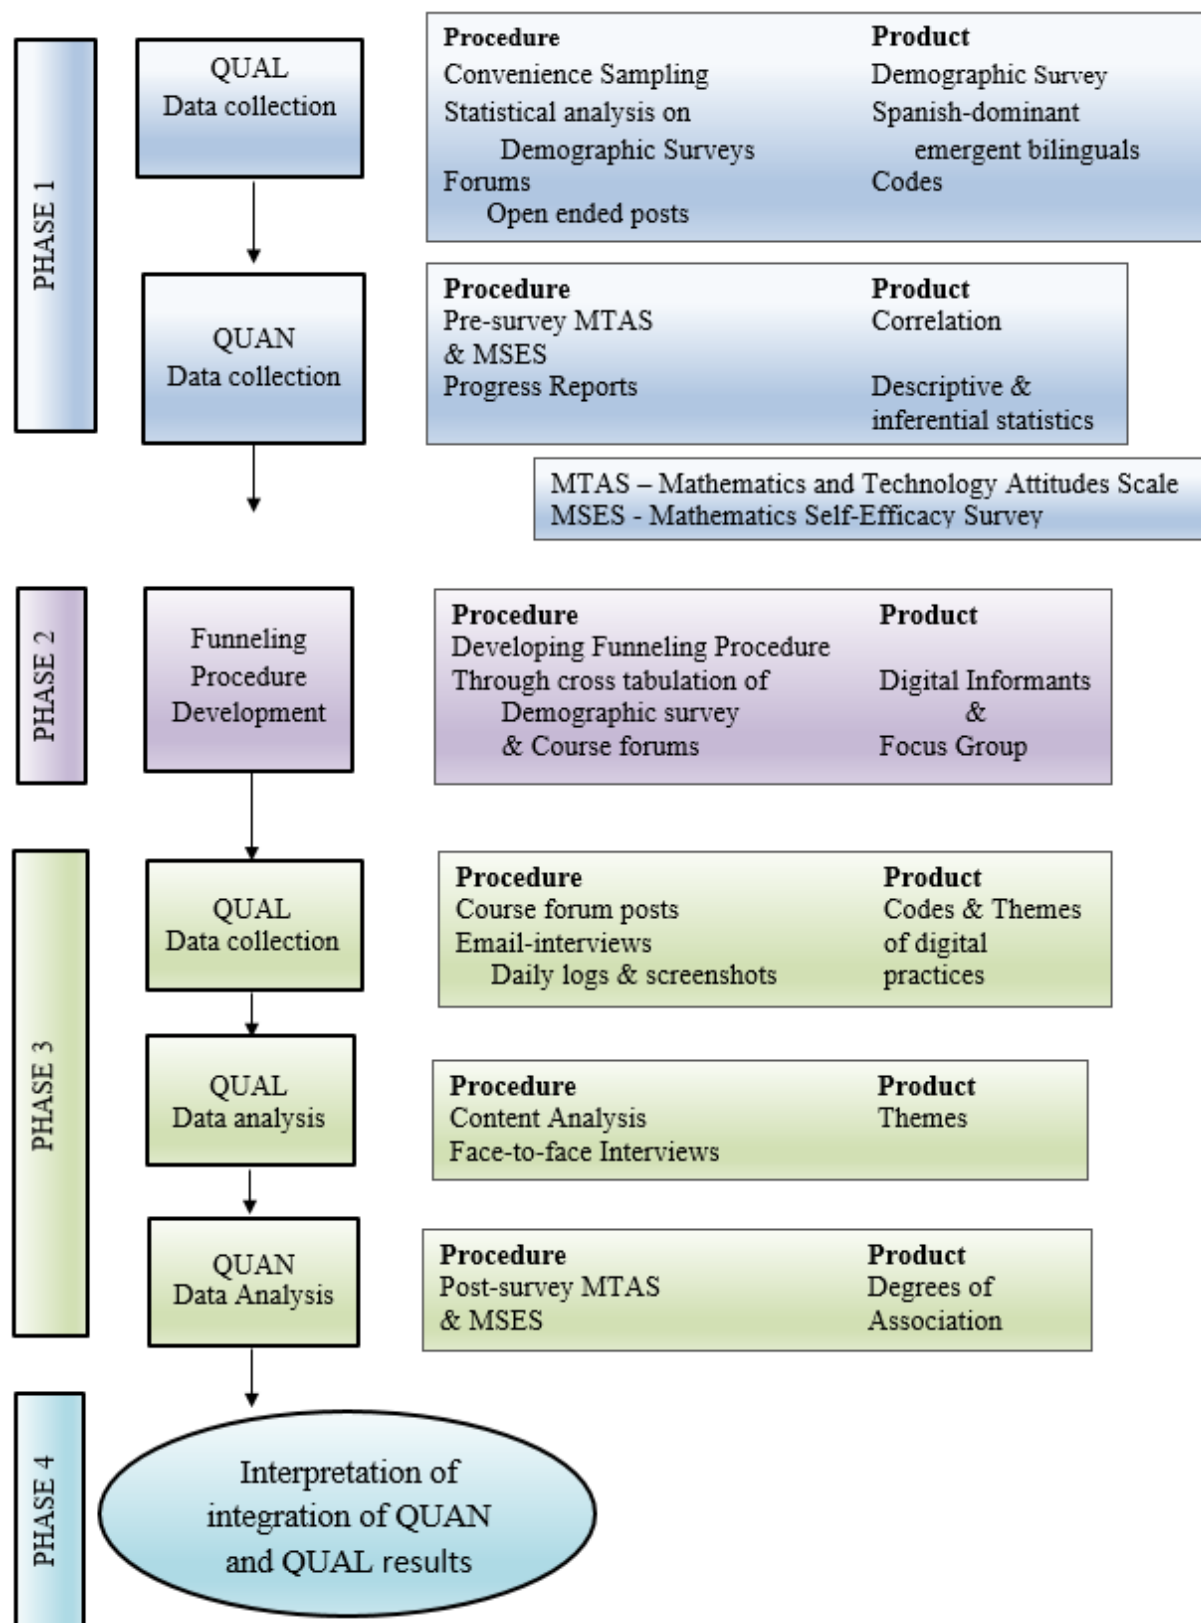 PHASE 1
QUAL
Data collection
Procedure Product
Convenience Sampling Demographic Survey
Statistical analysis on Spanish-dominant
Demographic Surveys emergent bilinguals
Forums Codes
Open ended posts
QUAN
Data collection
Procedure Product
Pre-survey MTAS Correlation
& MSES
Progress Reports Descriptive &
inferential statistics
MTAS – Mathematics and Technology Attitudes Scale
MSES - Mathematics Self-Efficacy Survey
PHASE 2
Funneling
Procedure
Development
Procedure Product
Developing Funneling Procedure
Through cross tabulation of Digital Informants
Demographic survey &
& Course forums Focus Group
PHASE 3
QUAL
Data collection
Procedure Product
Course forum posts Codes & Themes
Email-interviews of digital
Daily logs & screenshots practices
QUAL
Data analysis
Procedure Product
Content Analysis Themes
Face-to-face Interviews
QUAN
Data Analysis
Procedure Product
Post-survey MTAS Degrees of
& MSES Association
PHASE 4
Interpretation of
integration of QUAN
and QUAL results